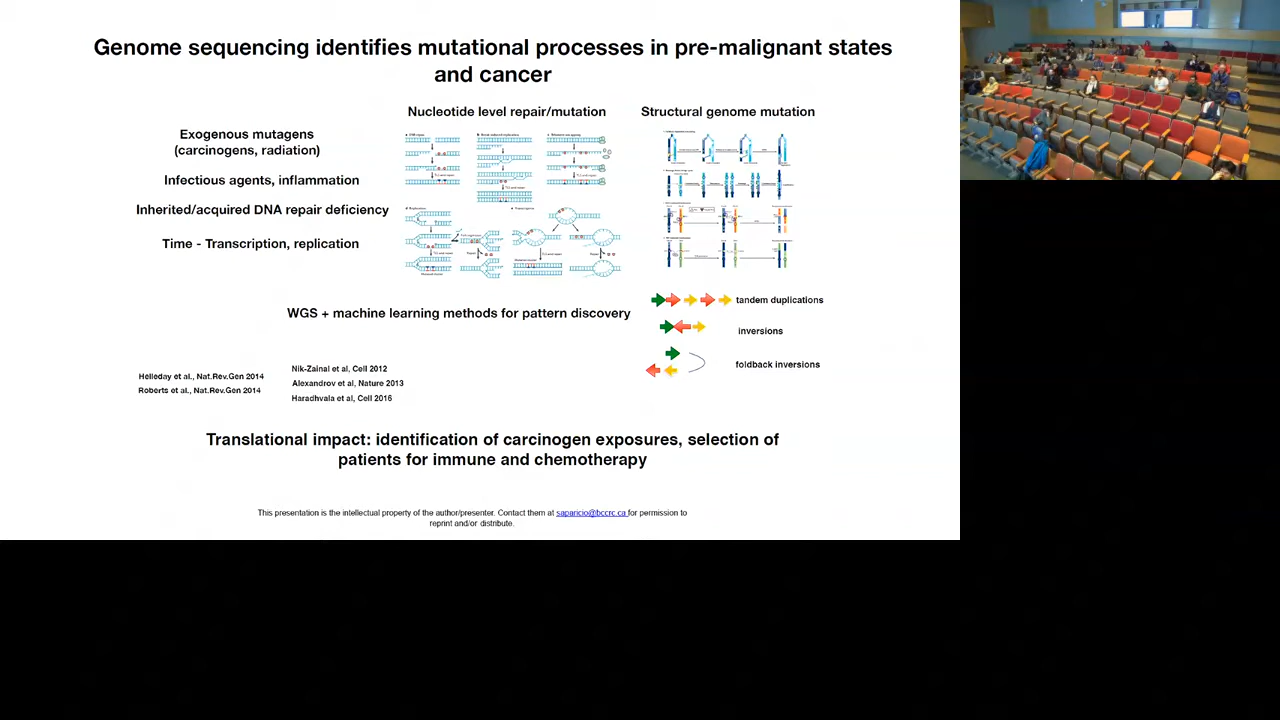 Genome sequencing identifies mutational processes in pre-malignant states
and cancer
Nucleotide level repair/mutation
Structural genome mutation
Exogenous mutagens
(carcinogens, radiation)
Infectious agents, inflammation
Inherited/acquired DNA repair deficiency
Time - Transcription, replication
WGS + machine learning methods for pattern discovery
tandem duplications
inversions
foldback inversions
Helleday et al., Nat.Rev.Gen 2014
Roberts et al., Nat.Rev.Gen 2014
Nik-Zainal et al, Cell 2012
Alexandrov et al, Nature 2013
Haradhvala et al, Cell 2016
Translational impact: identification of carcinogen exposures, selection of
patients for immune and chemotherapy
This presentation is the intellectual property of the author/presenter. Contact them at saparicio@bccrc.ca for permission to
reprint and/or distribute.